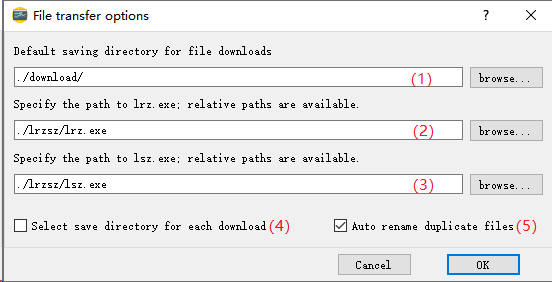 File transfer options
Default saving directory for file downloads
./download/ (1) browse...
Specify the path to lrz.exe; relative paths are available.
./lrzsz/lrz.exe (2) browse...
Specify the path to lsz.exe; relative paths are available.
./lrzsz/lsz.exe (3) browse...
Select save directory for each download (4) Auto rename duplicate files (5)
Cancel OK